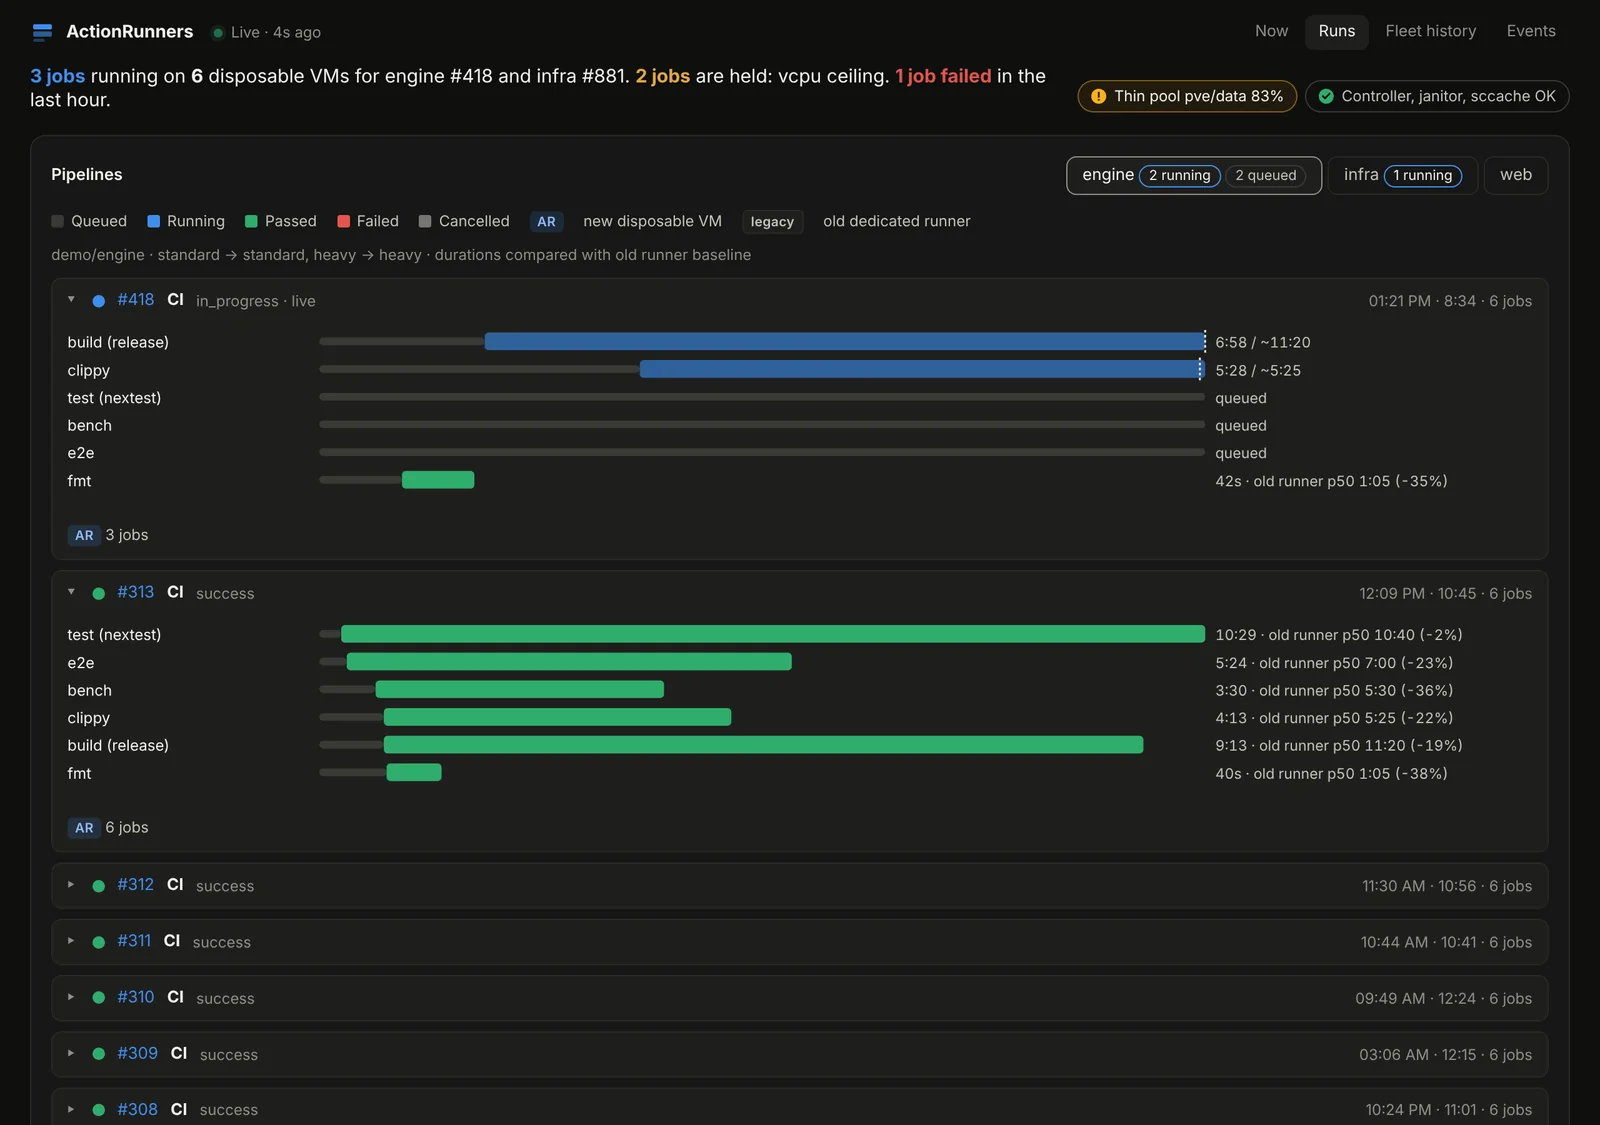 ActionRunners
Live · 4s ago
Now
Runs
Fleet history
Events
3 jobs running on 6 disposable VMs for engine #418 and infra #881. 2 jobs are held: vcpu ceiling. 1 job failed in the
last hour.
Thin pool pve/data 83%
Controller, janitor, sccache OK
Pipelines
engine 2 running 2 queued
infra 1 running
web
Queued Running Passed Failed Cancelled AR new disposable VM legacy old dedicated runner
demo/engine · standard → standard, heavy → heavy · durations compared with old runner baseline
#418 CI in_progress · live 01:21 PM · 8:34 · 6 jobs
build (release) 6:58 / ~11:20
clippy 5:28 / ~5:25
test (nextest) queued
bench queued
e2e queued
fmt 42s · old runner p50 1:05 (-35%)
AR 3 jobs
#313 CI success 12:09 PM · 10:45 · 6 jobs
test (nextest) 10:29 · old runner p50 10:40 (-2%)
e2e 5:24 · old runner p50 7:00 (-23%)
bench 3:30 · old runner p50 5:30 (-36%)
clippy 4:13 · old runner p50 5:25 (-22%)
build (release) 9:13 · old runner p50 11:20 (-19%)
fmt 40s · old runner p50 1:05 (-38%)
AR 6 jobs
#312 CI success 11:30 AM · 10:56 · 6 jobs
#311 CI success 10:44 AM · 10:41 · 6 jobs
#310 CI success 09:49 AM · 12:24 · 6 jobs
#309 CI success 03:06 AM · 12:15 · 6 jobs
#308 CI success 10:24 PM · 11:01 · 6 jobs